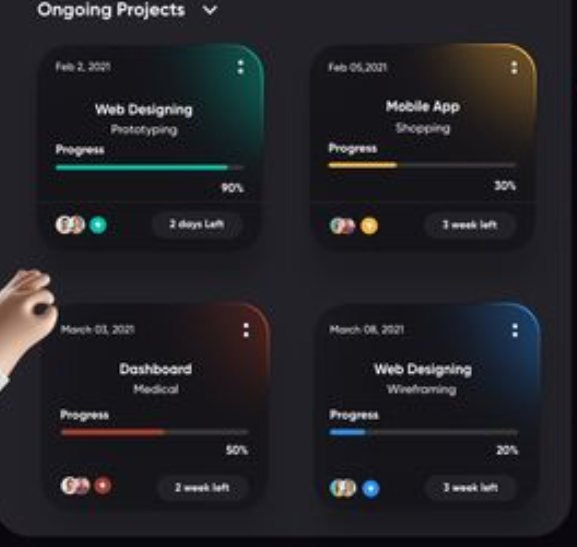 Ongoing Projects
Feb 2, 2021
Web Designing
Prototyping
Progress
90%
2 days Left
Feb 05,2021
Mobile App
Shopping
Progress
30%
3 week left
March 03, 2021
Dashboard
Medical
Progress
50%
2 week left
March 08, 2021
Web Designing
Wireframing
Progress
20%
3 week left